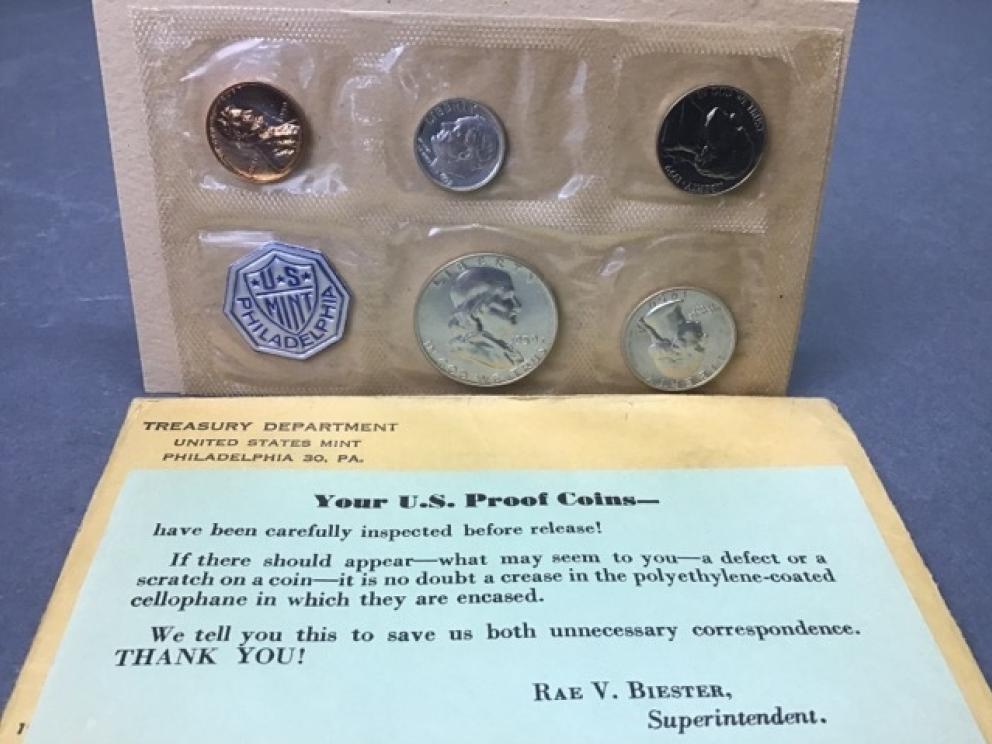 LIBERTY
U.S.
MINT
PHILADELPHIA
LIBERTY
LIBERTY
TREASURY DEPARTMENT
UNITED STATES MINT
PHILADELPHIA 30, PA.
Your U.S. Proof Coins—
have been carefully inspected before release!
If there should appear—what may seem to you—a defect or a
scratch on a coin—it is no doubt a crease in the polyethylene-coated
cellophane in which they are encased.
We tell you this to save us both unnecessary correspondence.
THANK YOU!
RAE V. BIESTER,
Superintendent.